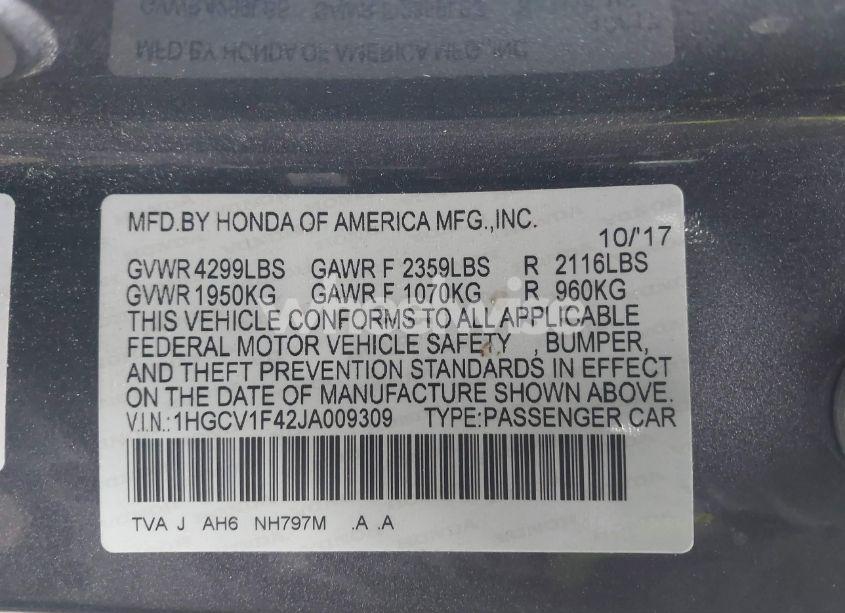 MFD.BY HONDA OF AMERICA MFG.,INC.
10/'17
GVWR 4299LBS GAWR F 2359LBS R 2116LBS
GVWR 1950KG GAWR F 1070KG R 960KG
THIS VEHICLE CONFORMS TO ALL APPLICABLE
FEDERAL MOTOR VEHICLE SAFETY , BUMPER,
AND THEFT PREVENTION STANDARDS IN EFFECT
ON THE DATE OF MANUFACTURE SHOWN ABOVE.
V.I.N.:1HGCV1F42JA009309 TYPE:PASSENGER CAR
TVA J AH6 NH797M .A .A